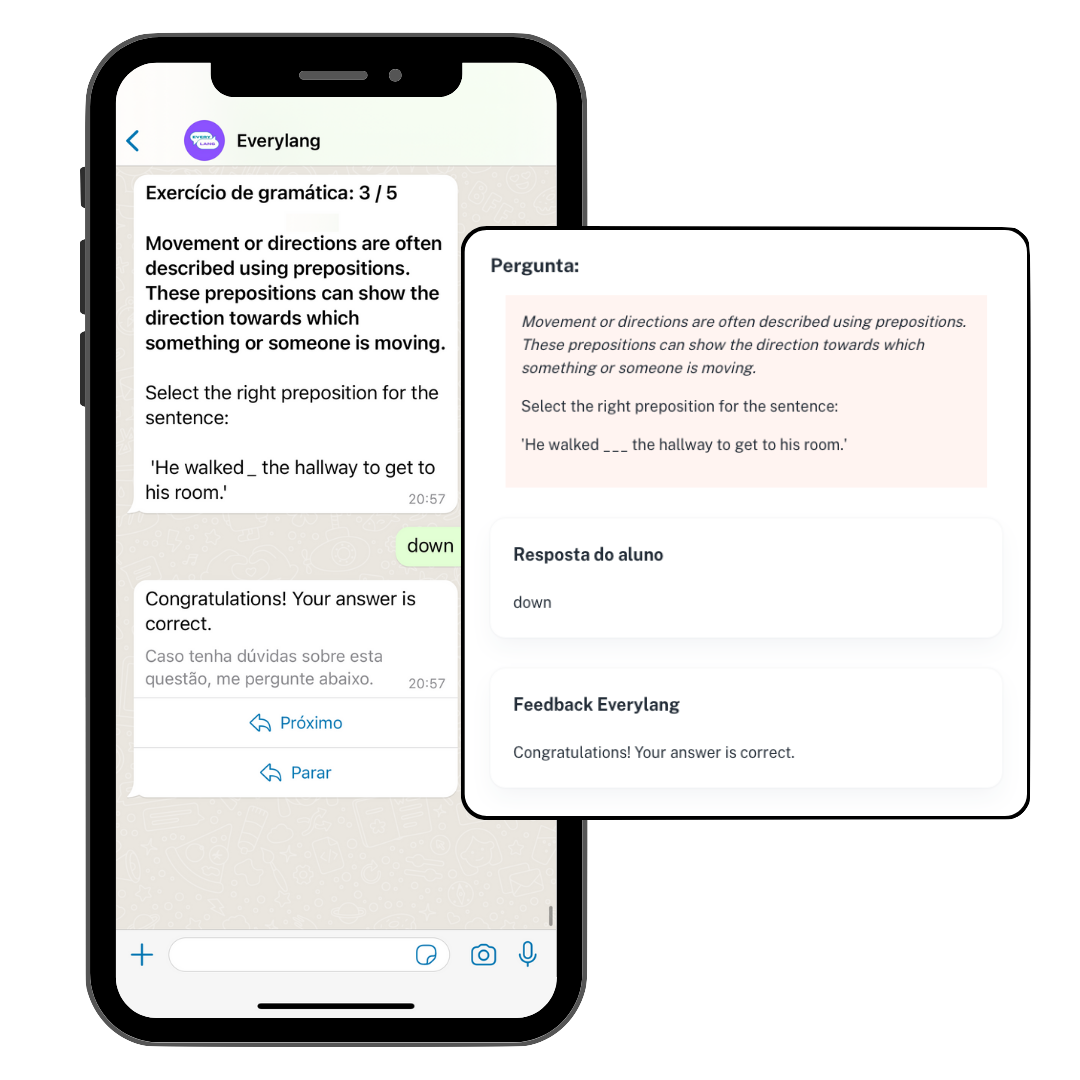 EVERY
LANG
Everylang
Exercício de gramática: 3 / 5
Movement or directions are often
described using prepositions.
These prepositions can show the
direction towards which
something or someone is moving.
Select the right preposition for the
sentence:
'He walked _ the hallway to get to
his room.'
20:57
down
Congratulations! Your answer is
correct.
Caso tenha dúvidas sobre esta
questão, me pergunte abaixo.
20:57
Próximo
Parar
Pergunta:
Movement or directions are often described using prepositions.
These prepositions can show the direction towards which
something or someone is moving.
Select the right preposition for the sentence:
'He walked _ _ _ the hallway to get to his room.'
Resposta do aluno
down
Feedback Everylang
Congratulations! Your answer is correct.